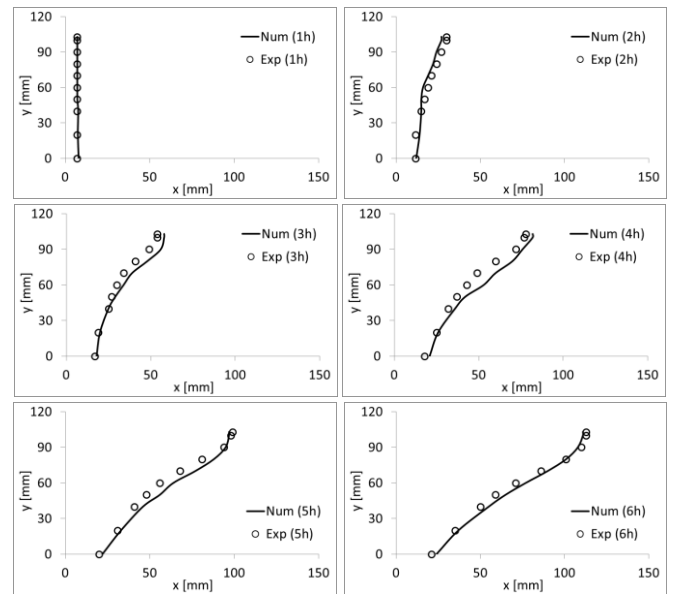 120
90
60
30
0
y [mm]
0 50 100 150
x [mm]
Num (1h)
Exp (1h)
120
90
60
30
0
y [mm]
0 50 100 150
x [mm]
Num (2h)
Exp (2h)
120
90
60
30
0
y [mm]
0 50 100 150
x [mm]
Num (3h)
Exp (3h)
120
90
60
30
0
y [mm]
0 50 100 150
x [mm]
Num (4h)
Exp (4h)
120
90
60
30
0
y [mm]
0 50 100 150
x [mm]
Num (5h)
Exp (5h)
120
90
60
30
0
y [mm]
0 50 100 150
x [mm]
Num (6h)
Exp (6h)